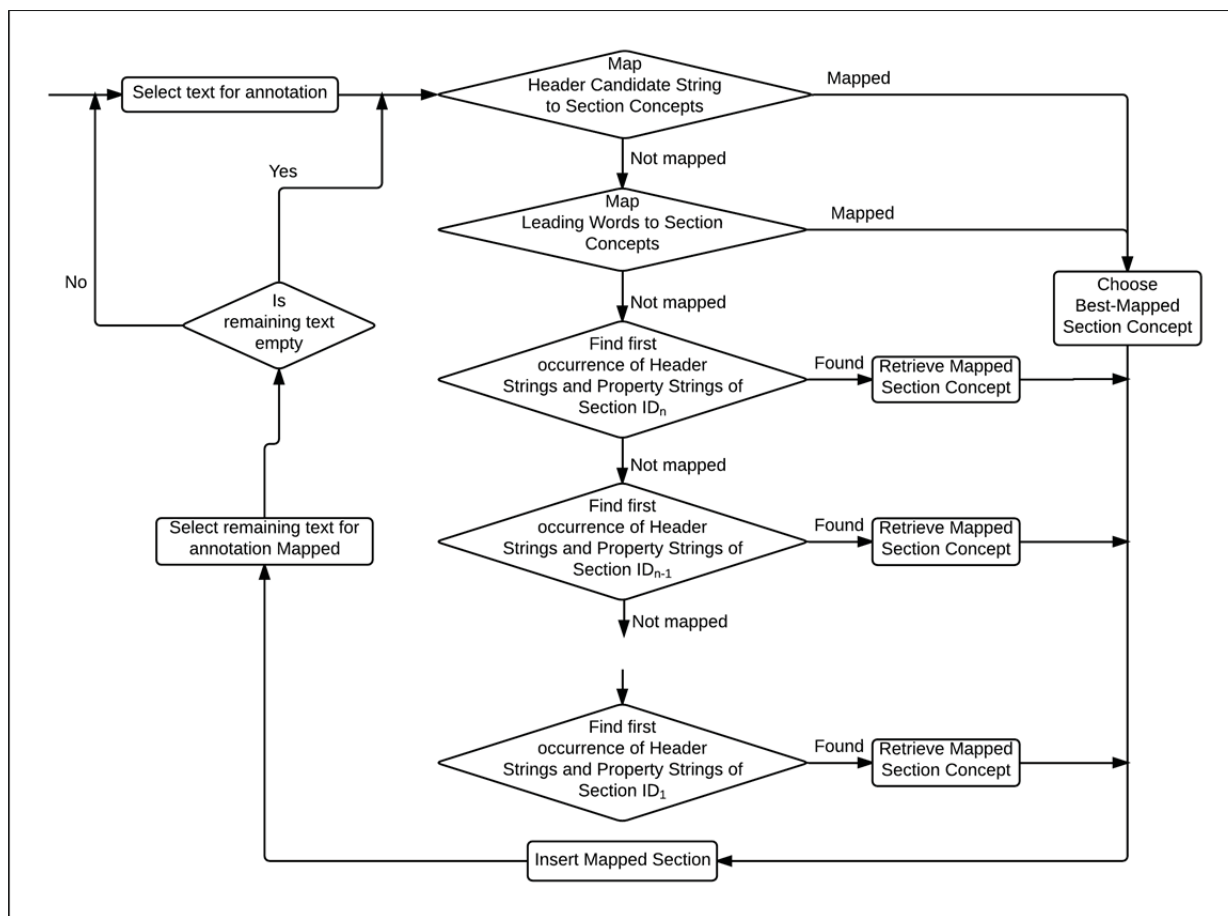 Map
Header Candidate String
to Section Concepts
Mapped
Select text for annotation
Not mapped
Yes
Map
Leading Words to Section
Concepts
Mapped
No
Is
remaining text
empty
Not mapped
Choose
Best-Mapped
Section Concept
Find first
occurrence of Header
Strings and Property Strings of
Section IDn
Found
Retrieve Mapped
Section Concept
Not mapped
Select remaining text for
annotation Mapped
Find first
occurrence of Header
Strings and Property Strings of
Section IDn-1
Found
Retrieve Mapped
Section Concept
Not mapped
Find first
occurrence of Header
Strings and Property Strings of
Section ID1
Found
Retrieve Mapped
Section Concept
Insert Mapped Section